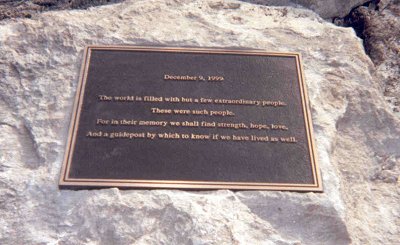 December 9, 1999
The world is filled with but a few extraordinary people.
These were such people.
For in their memory we shall find strength, hope, love,
And a guidepost by which to know if we have lived as well.